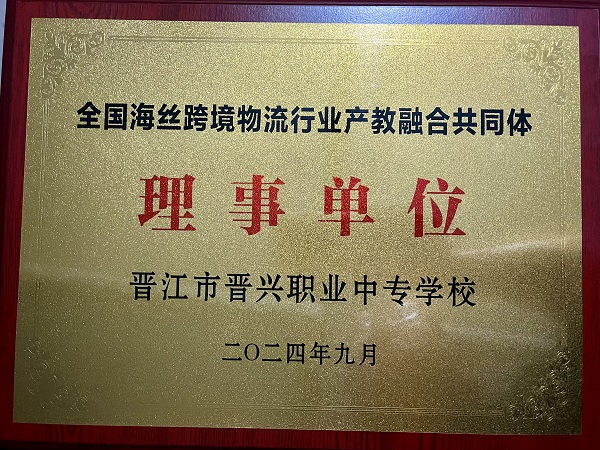 全国海丝跨境物流行业产教融合共同体
理事单位
晋江市晋兴职业中专学校
二〇二四年九月